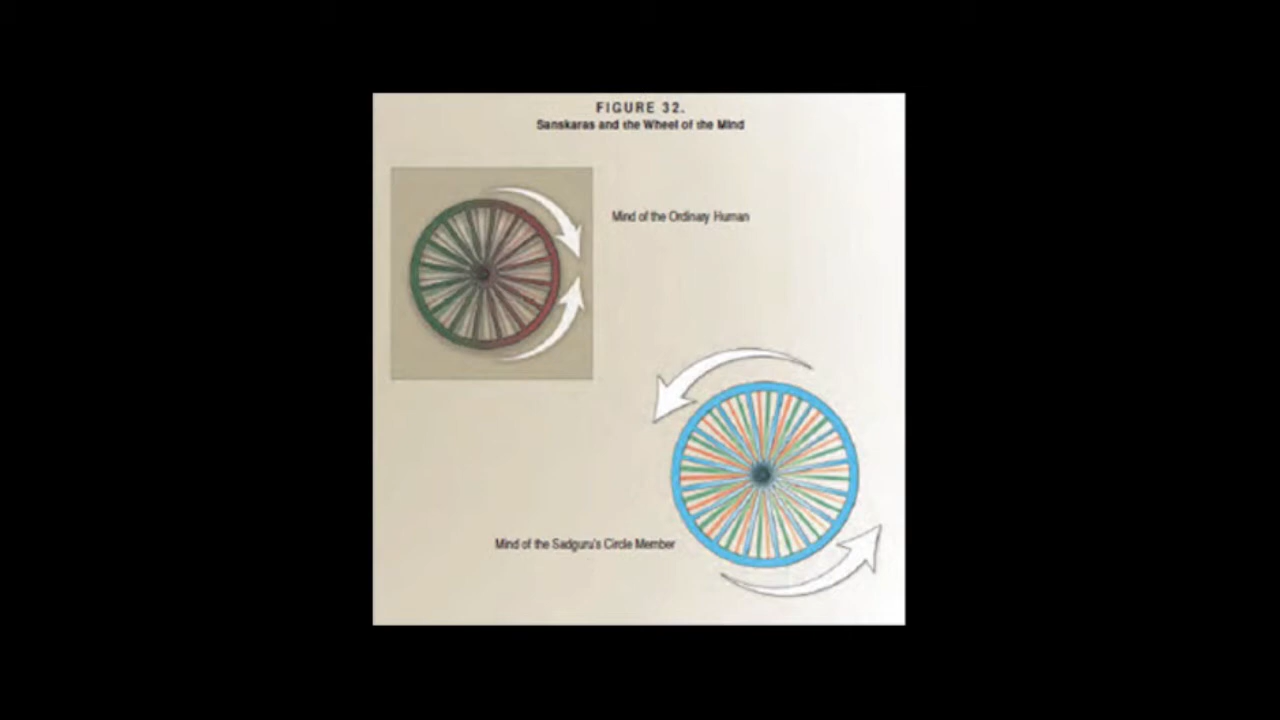 FIGURE 32.
Sanskaras and the Wheel of the Mind
Mind of the Ordinary Human
Mind of the Sadguru's Circle Member